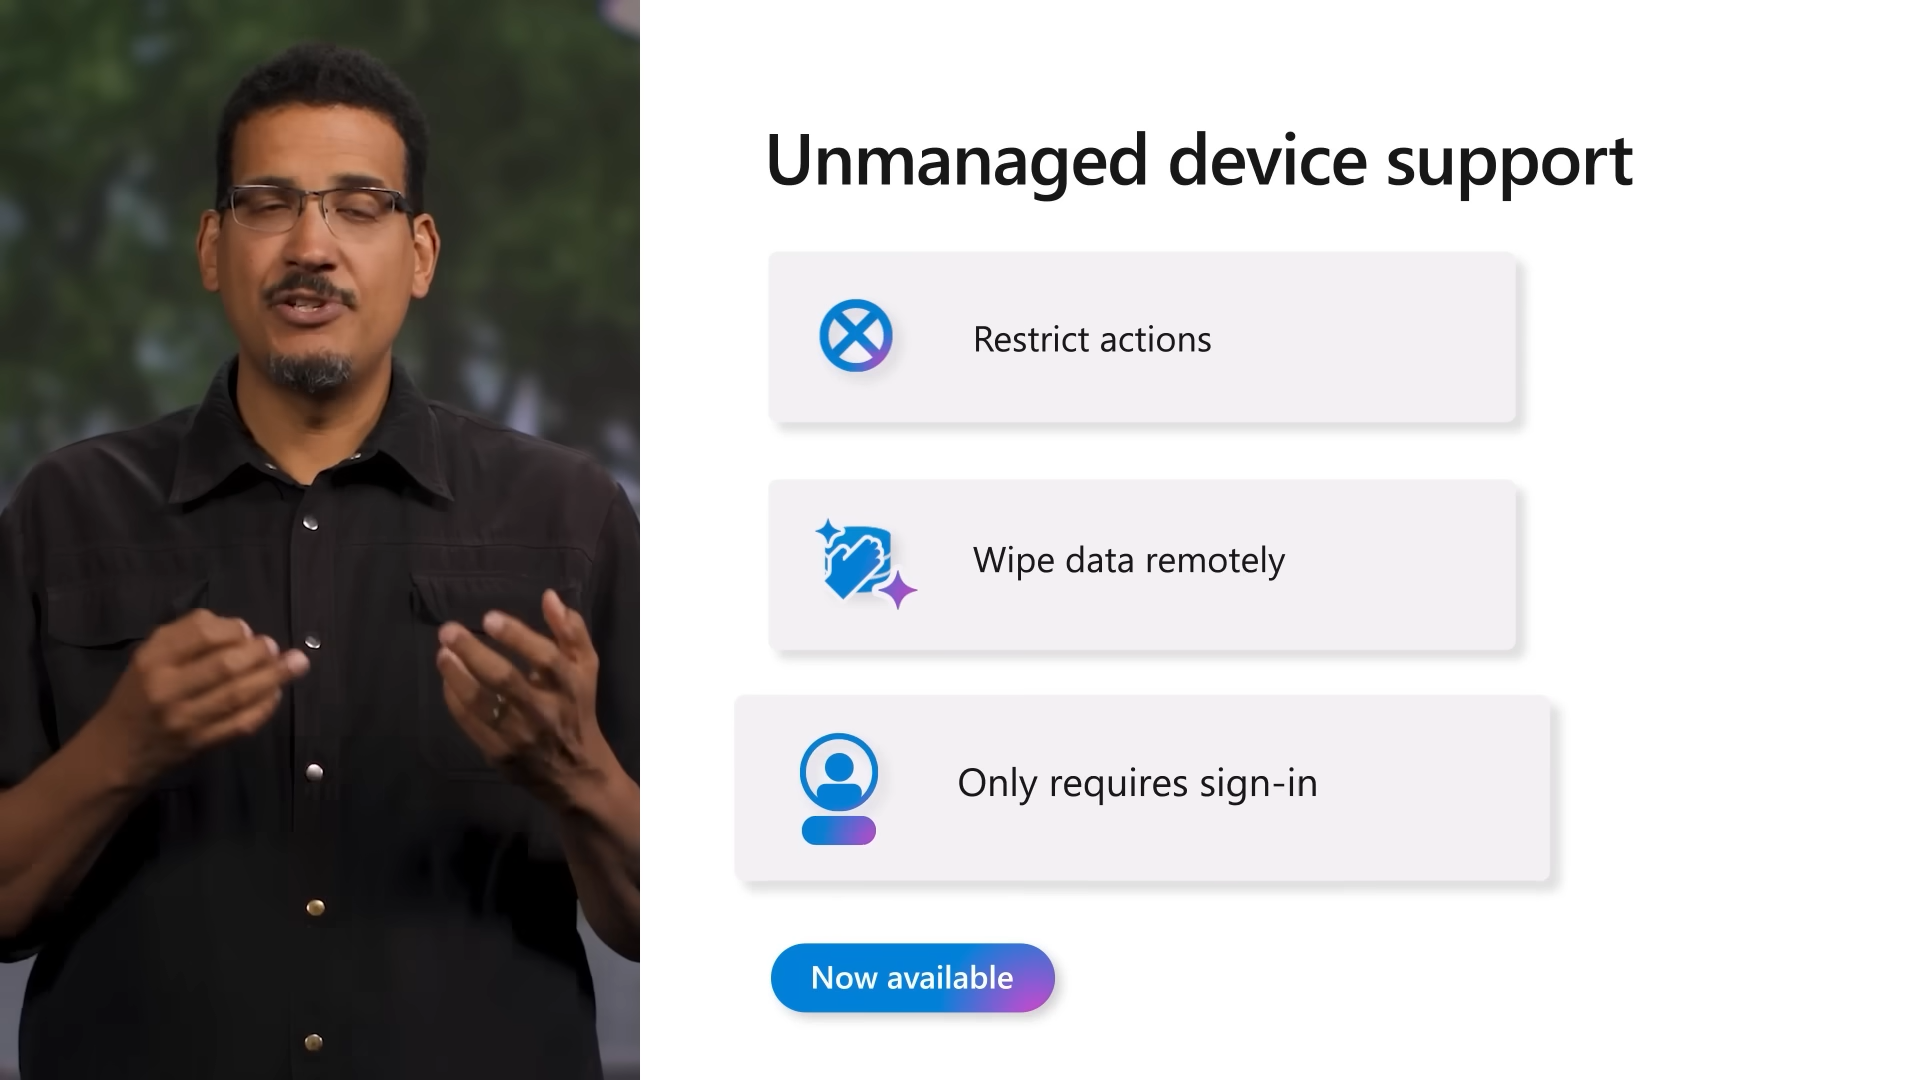 Unmanaged device support
Restrict actions
Wipe data remotely
Only requires sign-in
Now available